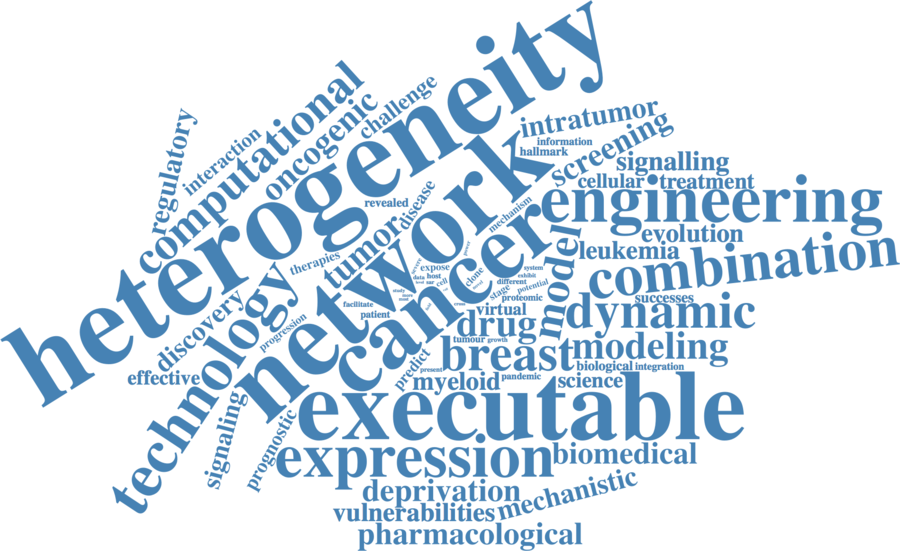 heterogeneity
network
cancer
executable
engineering
computational
technology
combination
dynamic
expression
breast
modeling
model
drug
tumor
oncogenic
challenge
interaction
regulatory
intratumor
information
hallmark
screening
signalling
cellular
treatment
evolution
leukemia
revealed
disease
mechanism
therapies
discovery
progression
effective
signaling
prognostic
predict
myeloid
pandemic
present
science
biological
integration
successes
virtual
tumour
growth
proteomic
potential
different
system
exhibit
stage
clone
power
severe
expose
data
host
cell
study
facilitate
patient
biomedical
deprivation
mechanistic
vulnerabilities
pharmacological